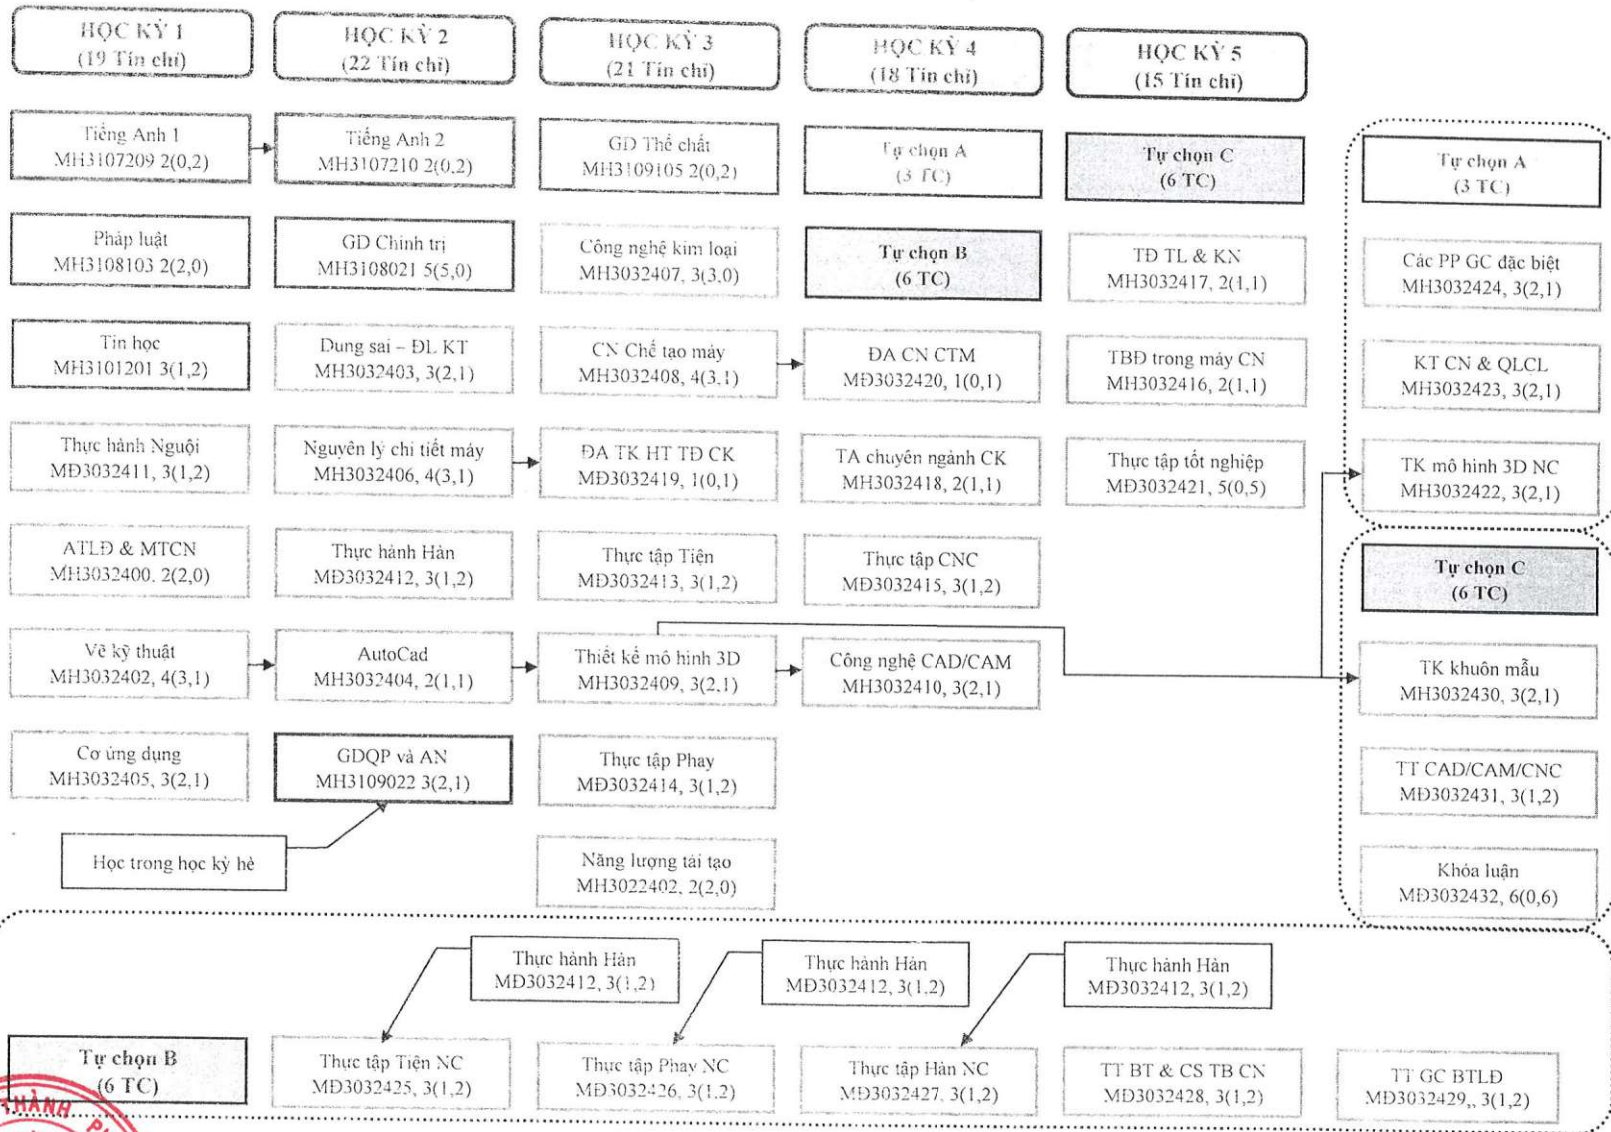 HỌC KỲ 1
(19 Tín chỉ)
HỌC KỲ 2
(22 Tín chỉ)
HỌC KỲ 3
(21 Tín chỉ)
HỌC KỲ 4
(18 Tín chỉ)
HỌC KỲ 5
(15 Tín chỉ)
Tiếng Anh 1
MH3107209 2(0,2)
Tiếng Anh 2
MH3107210 2(0,2)
GD Thể chất
MH3109105 2(0,2)
Tự chọn A
(3 TC)
Tự chọn C
(6 TC)
Tự chọn A
(3 TC)
Pháp luật
MH3108103 2(2,0)
GD Chính trị
MH3108021 5(5,0)
Công nghệ kim loại
MH3032407, 3(3,0)
Tự chọn B
(6 TC)
TĐ TL & KN
MH3032417, 2(1,1)
Các PP GC đặc biệt
MH3032424, 3(2,1)
Tin học
MH3101201 3(1,2)
Dung sai – ĐL KT
MH3032403, 3(2,1)
CN Chế tạo máy
MH3032408, 4(3,1)
ĐA CN CTM
MĐ3032420, 1(0,1)
TBĐ trong máy CN
MH3032416, 2(1,1)
KT CN & QLCL
MH3032423, 3(2,1)
Thực hành Nguội
MĐ3032411, 3(1,2)
Nguyên lý chi tiết máy
MH3032406, 4(3,1)
ĐA TK HT TĐ CK
MĐ3032419, 1(0,1)
TA chuyên ngành CK
MH3032418, 2(1,1)
Thực tập tốt nghiệp
MĐ3032421, 5(0,5)
TK mô hình 3D NC
MH3032422, 3(2,1)
ATLĐ & MTCN
MH3032400. 2(2,0)
Thực hành Hàn
MĐ3032412, 3(1,2)
Thực tập Tiện
MĐ3032413, 3(1,2)
Thực tập CNC
MĐ3032415, 3(1,2)
Tự chọn C
(6 TC)
Vẽ kỹ thuật
MH3032402, 4(3,1)
AutoCad
MH3032404, 2(1,1)
Thiết kế mô hình 3D
MH3032409, 3(2,1)
Công nghệ CAD/CAM
MH3032410, 3(2,1)
TK khuôn mẫu
MH3032430, 3(2,1)
Cơ ứng dụng
MH3032405, 3(2,1)
GDQP và AN
MH3109022 3(2,1)
Thực tập Phay
MĐ3032414, 3(1,2)
TT CAD/CAM/CNC
MĐ3032431, 3(1,2)
Học trong học kỳ hè
Năng lượng tái tạo
MH3022402, 2(2,0)
Khóa luận
MĐ3032432, 6(0,6)
Thực hành Hàn
MĐ3032412, 3(1,2)
Thực hành Hàn
MĐ3032412, 3(1,2)
Thực hành Hàn
MĐ3032412, 3(1,2)
Tự chọn B
(6 TC)
Thực tập Tiện NC
MĐ3032425, 3(1,2)
Thực tập Phay NC
MĐ3032426, 3(1.2)
Thực tập Hàn NC
MĐ3032427, 3(1,2)
TT BT & CS TB CN
MĐ3032428, 3(1,2)
TT GC BTLĐ
MĐ3032429,, 3(1,2)
HÀNH